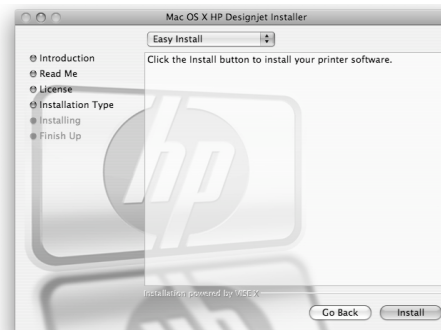 Mac OS X HP Designjet Installer
Easy Install
Click the Install button to install your printer software.
Introduction
Read Me
License
Installation Type
Installing
Finish Up
hp
Installation powered by VISE X
Go Back
Install